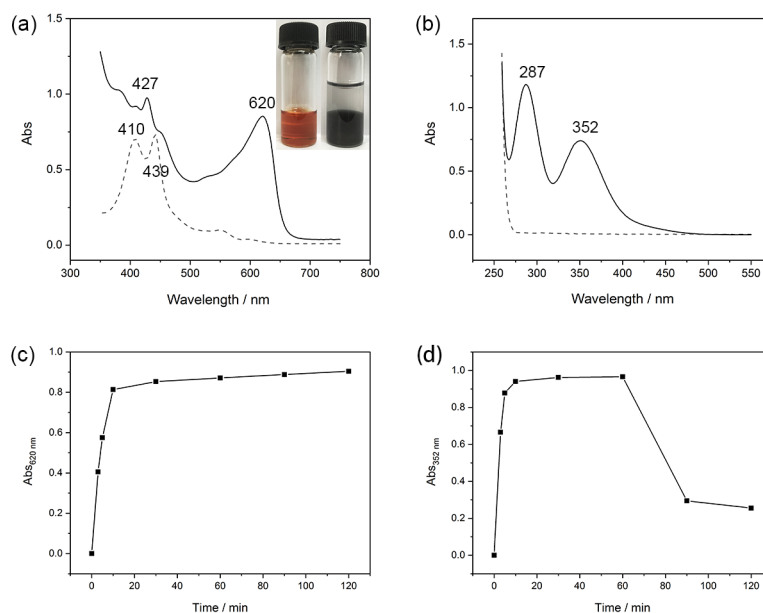 (a)
1.5
1.0
0.5
0.0
Abs
427
410
439
620
300 400 500 600 700 800
Wavelength / nm
(b)
1.5
1.0
0.5
0.0
Abs
287
352
250 300 350 400 450 500 550
Wavelength / nm
(c)
1.0
0.8
0.6
0.4
0.2
0.0
Abs620 nm
0 20 40 60 80 100 120
Time / min
(d)
1.0
0.8
0.6
0.4
0.2
0.0
Abs352 nm
0 20 40 60 80 100 120
Time / min